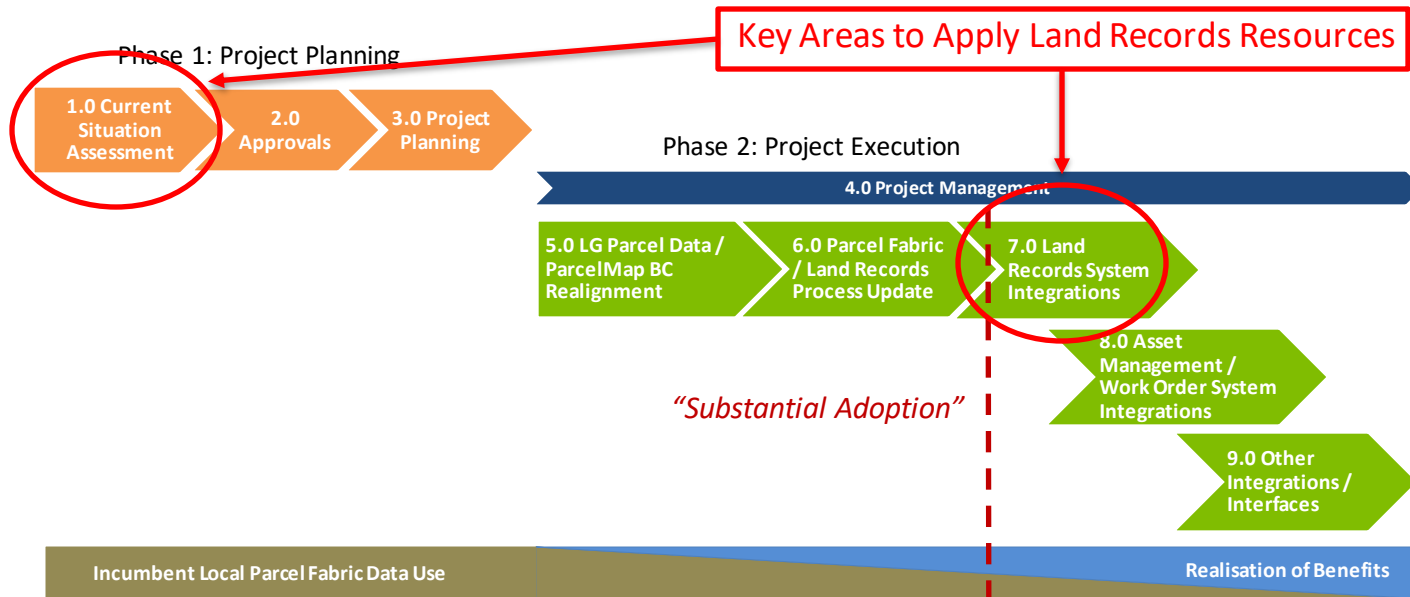 Key Areas to Apply Land Records Resources
Phase 1: Project Planning
1.0 Current
Situation
Assessment
2.0
Approvals
3.0 Project
Planning
Phase 2: Project Execution
4.0 Project Management
5.0 LG Parcel Data /
ParcelMap BC
Realignment
6.0 Parcel Fabric
/ Land Records
Process Update
7.0 Land
Records System
Integrations
8.0 Asset
Management /
Work Order System
Integrations
"Substantial Adoption"
9.0 Other
Integrations /
Interfaces
Incumbent Local Parcel Fabric Data Use
Realisation of Benefits